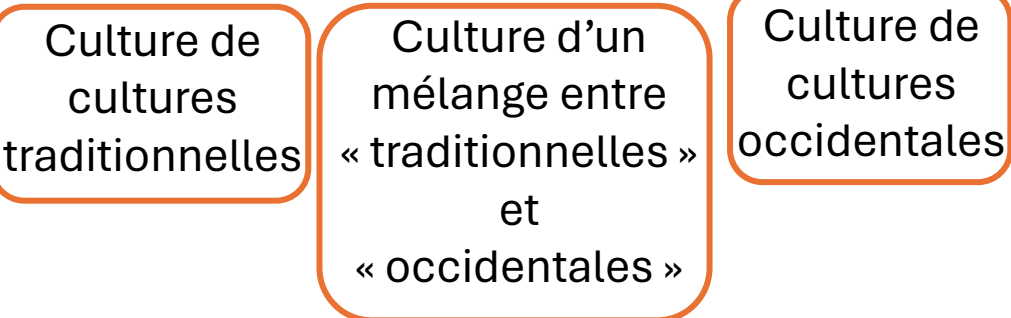 Culture de
cultures
traditionnelles
Culture d’un
mélange entre
« traditionnelles »
et
« occidentales »
Culture de
cultures
occidentales